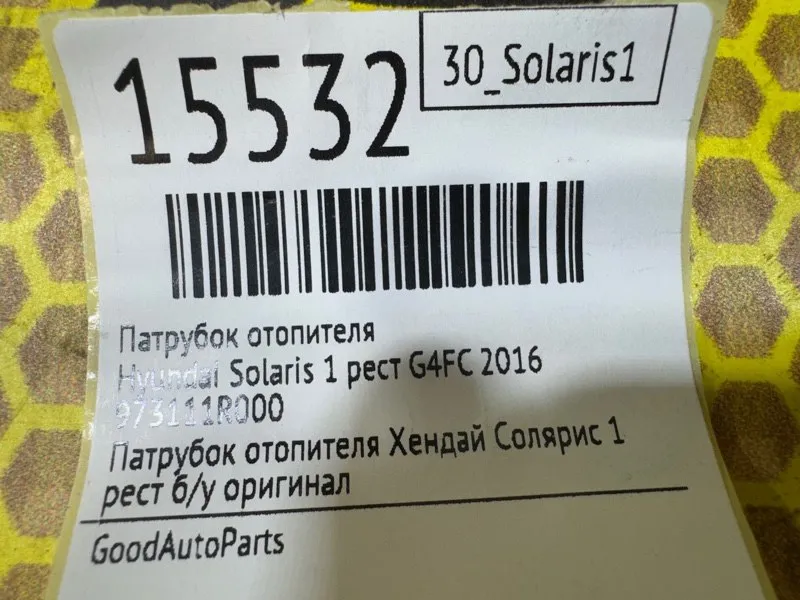 15532
30_Solaris1
Патрубок отопителя
Hyundai Solaris 1 рест G4FC 2016
973111R000
Патрубок отопителя Хендай Солярис 1
рест б/у оригинал
GoodAutoParts